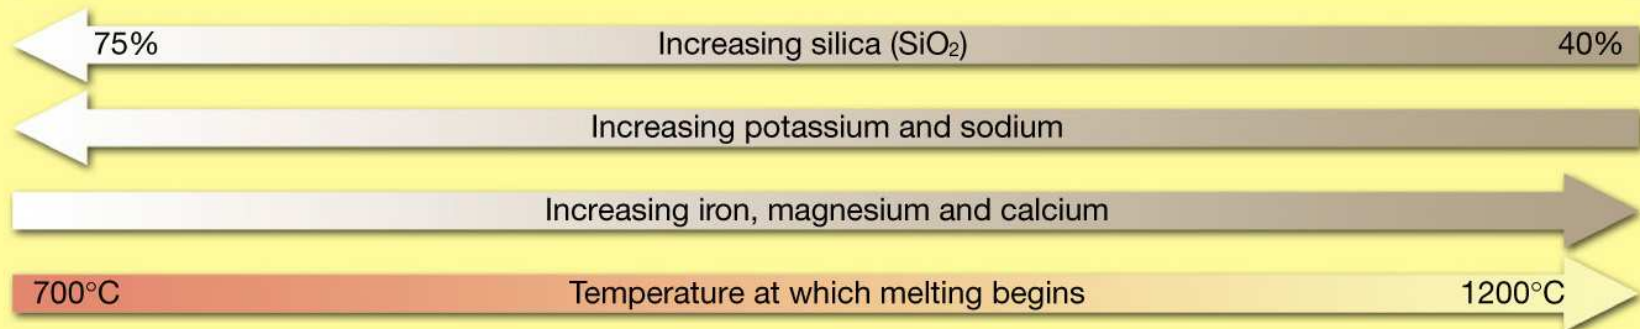 75% Increasing silica (SiO₂) 40%
Increasing potassium and sodium
Increasing iron, magnesium and calcium
700°C Temperature at which melting begins 1200°C